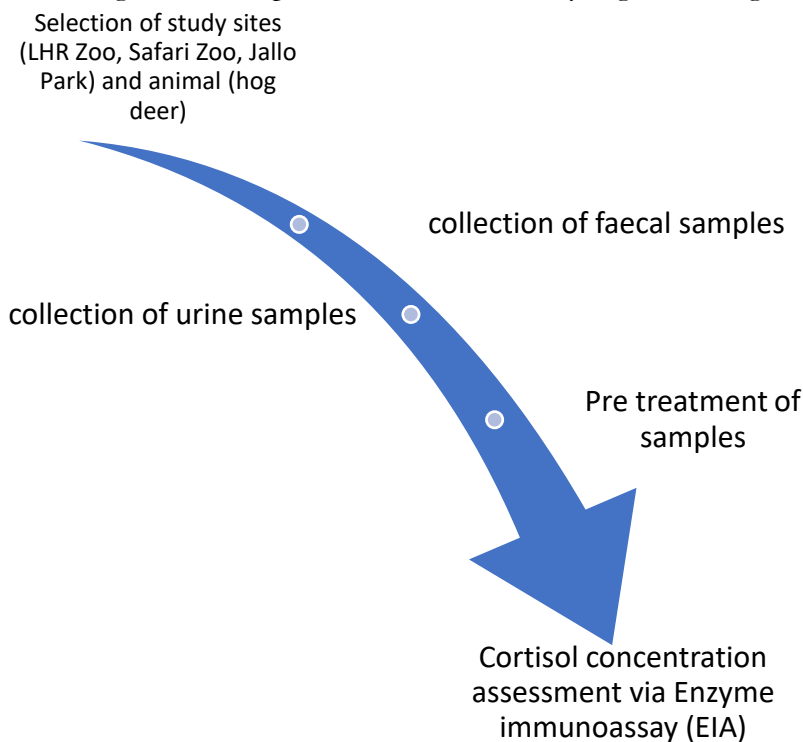 Selection of study sites
(LHR Zoo, Safari Zoo, Jallo
Park) and animal (hog
deer)
collection of faecal samples
collection of urine samples
Pre treatment of
samples
Cortisol concentration
assessment via Enzyme
immunoassay (EIA)